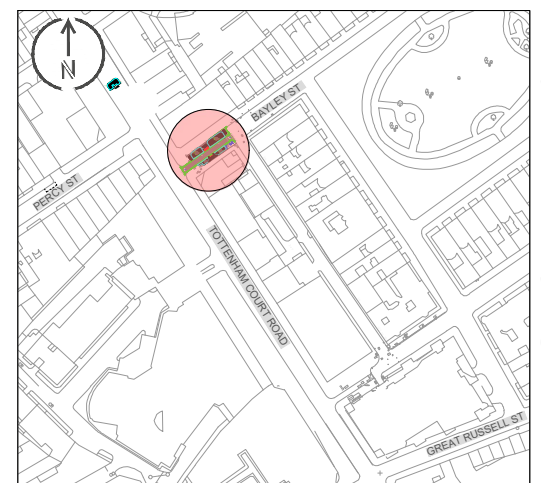 N
BAYLEY ST
PERCY ST
TOTTENHAM COURT ROAD
GREAT RUSSELL ST